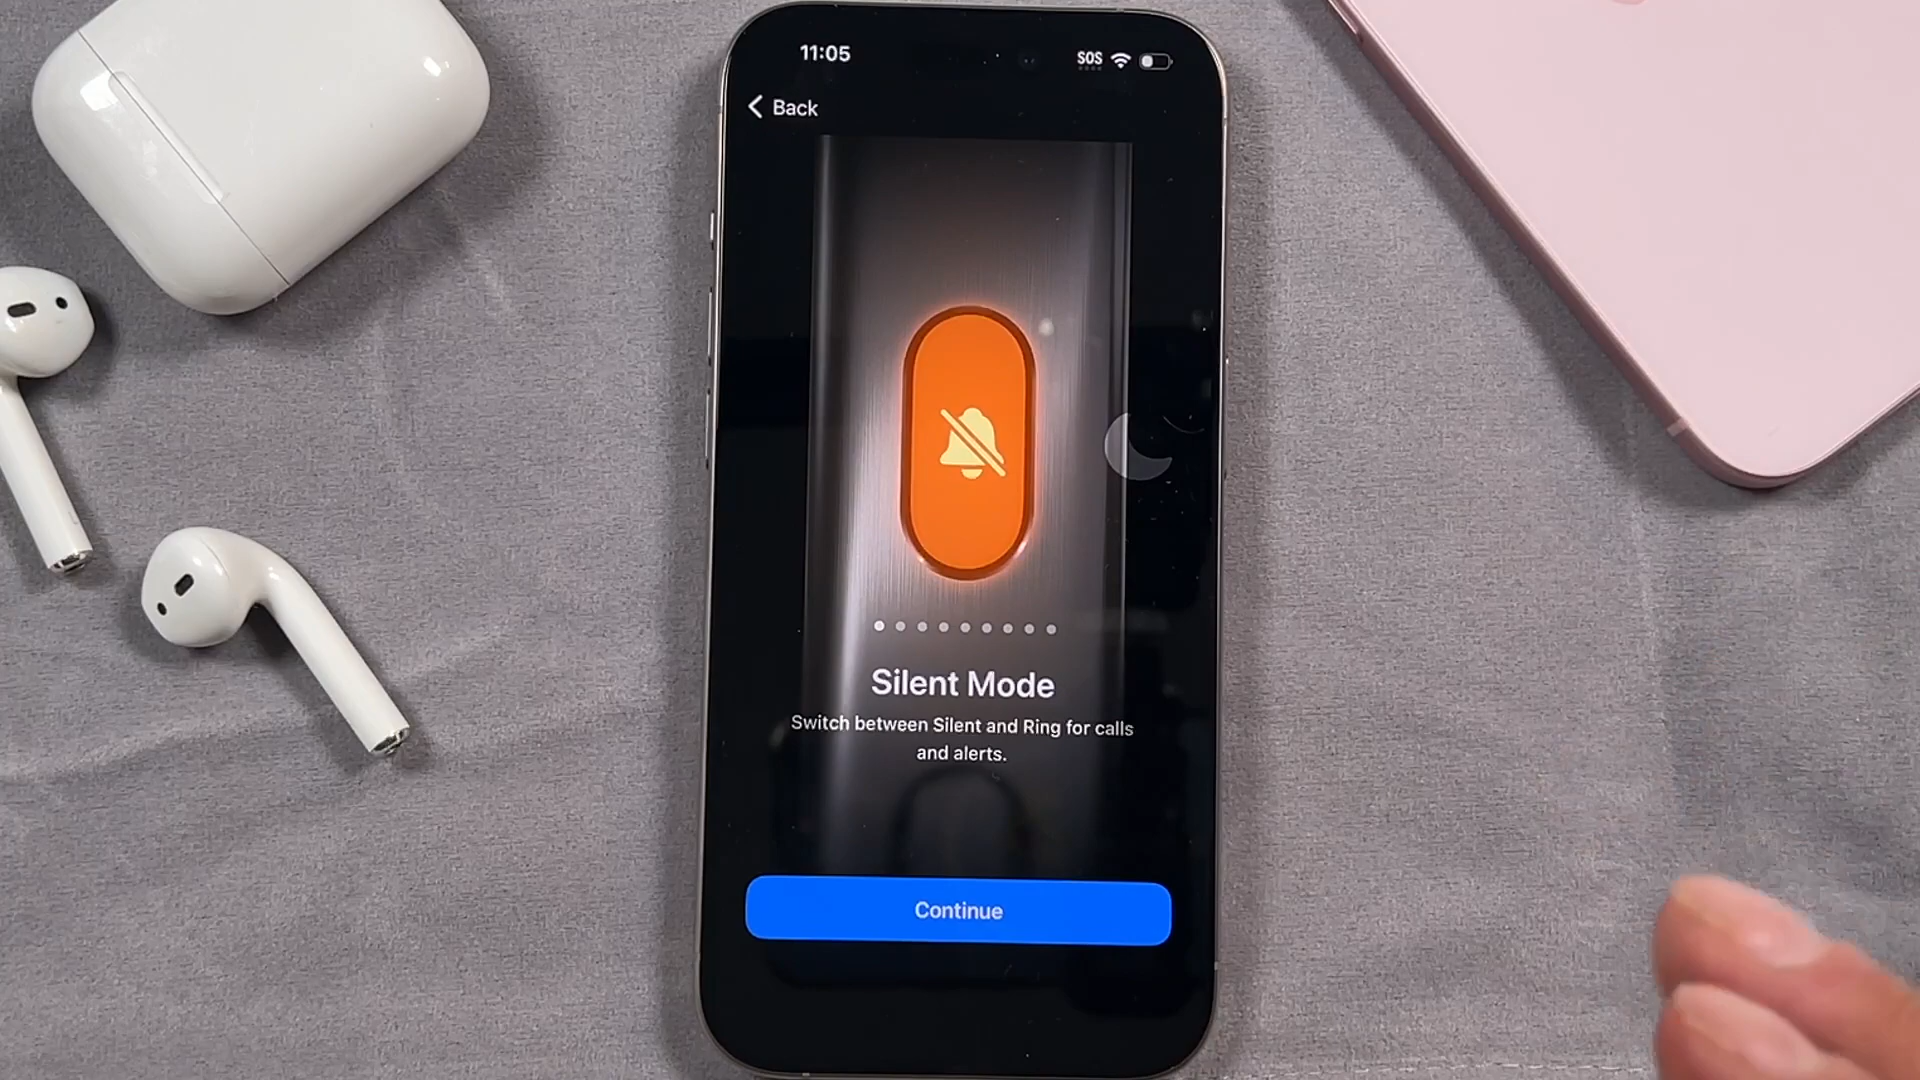 11:05
SOS
Back
Silent Mode
Switch between Silent and Ring for calls
and alerts.
Continue